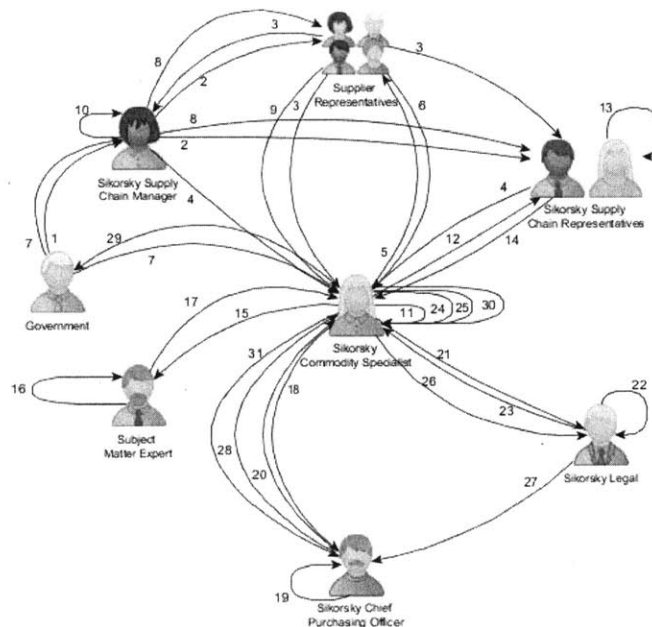 3
8
3
2
10
8
2
Supplier
Representatives
9
3
6
13
Sikorsky Supply
Chain Manager
4
4
Sikorsky Supply
Chain Representatives
7
1
29
7
5
12
14
Government
17
15
11
24
25
30
Sikorsky
Commodity Specialist
16
31
18
26
21
23
22
Subject
Matter Expert
28
20
27
Sikorsky Legal
19
Sikorsky Chief
Purchasing Officer